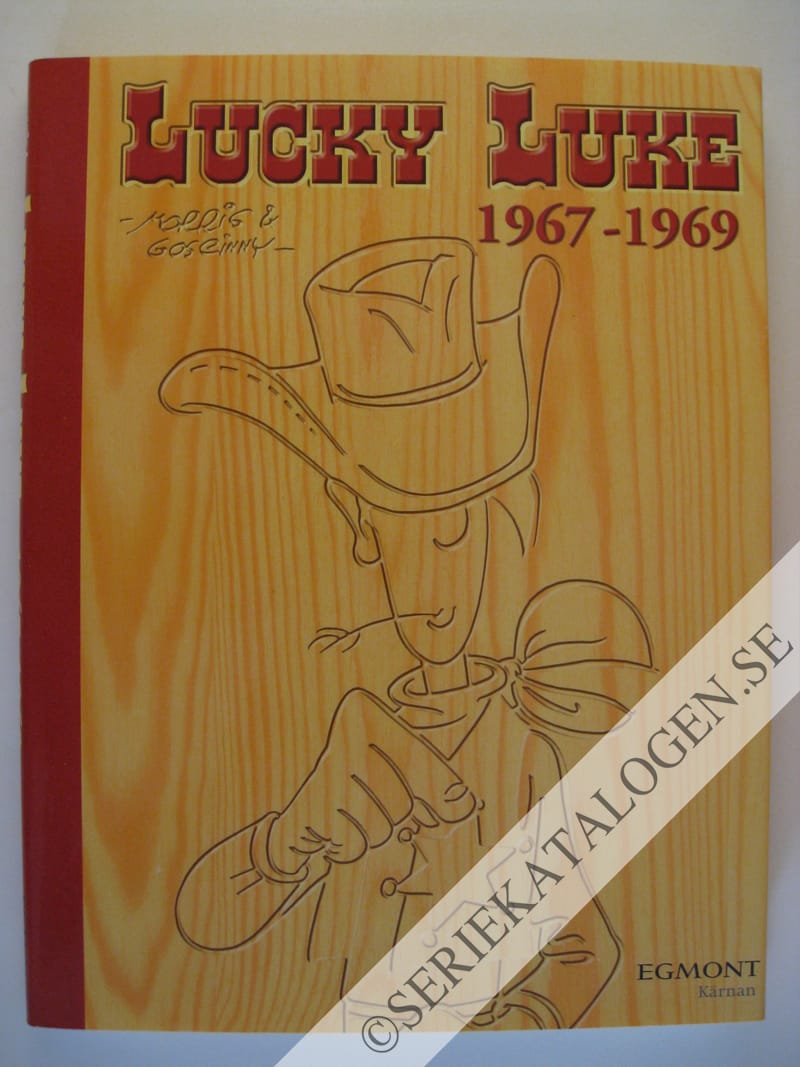 LUCKY LUKE
1967-1969
-MORRIS &
GOSCINNY-
EGMONT
Kärnan
©SERIEKATALOGEN.SE